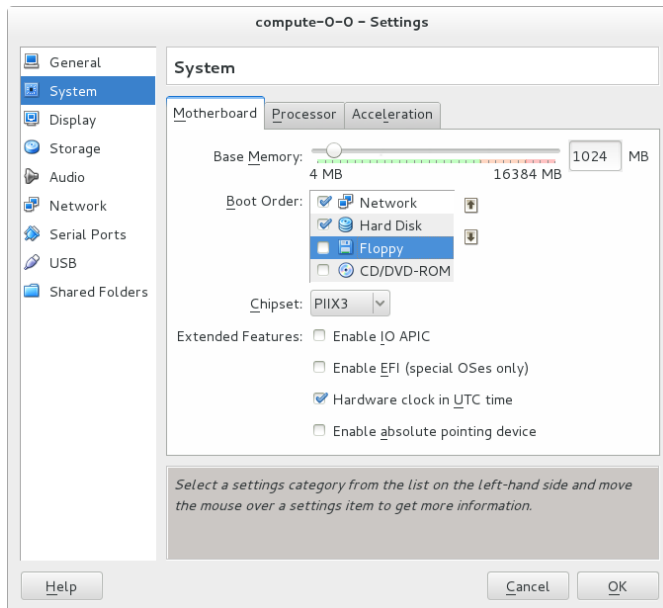 compute-0-0 - Settings
General
System
Display
Storage
Audio
Network
Serial Ports
USB
Shared Folders
System
Motherboard Processor Acceleration
Base Memory: 1024 MB
4 MB 16384 MB
Boot Order: Network
Hard Disk
Floppy
CD/DVD-ROM
Chipset: PIIX3
Extended Features: Enable IO APIC
Enable EFI (special OSes only)
Hardware clock in UTC time
Enable absolute pointing device
Select a settings category from the list on the left-hand side and move
the mouse over a settings item to get more information.
Help Cancel OK